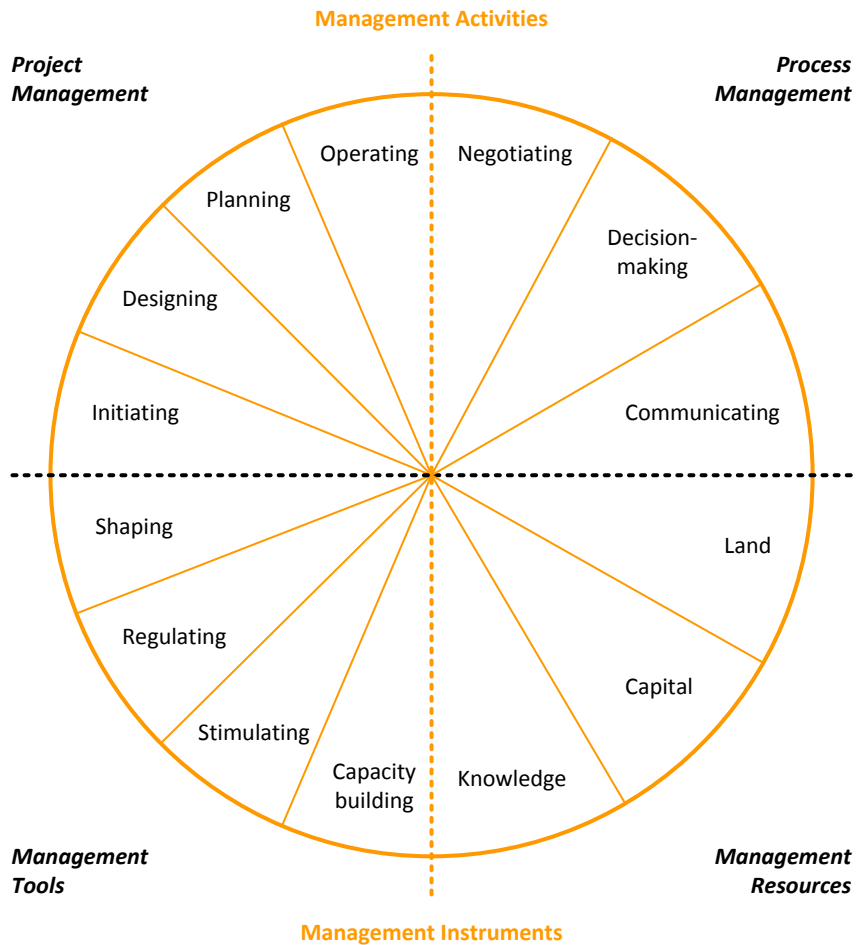 Management Activities
Project
Management
Process
Management
Operating
Negotiating
Planning
Decision-
making
Designing
Initiating
Communicating
Shaping
Land
Regulating
Capital
Stimulating
Capacity
building
Knowledge
Management
Tools
Management
Resources
Management Instruments